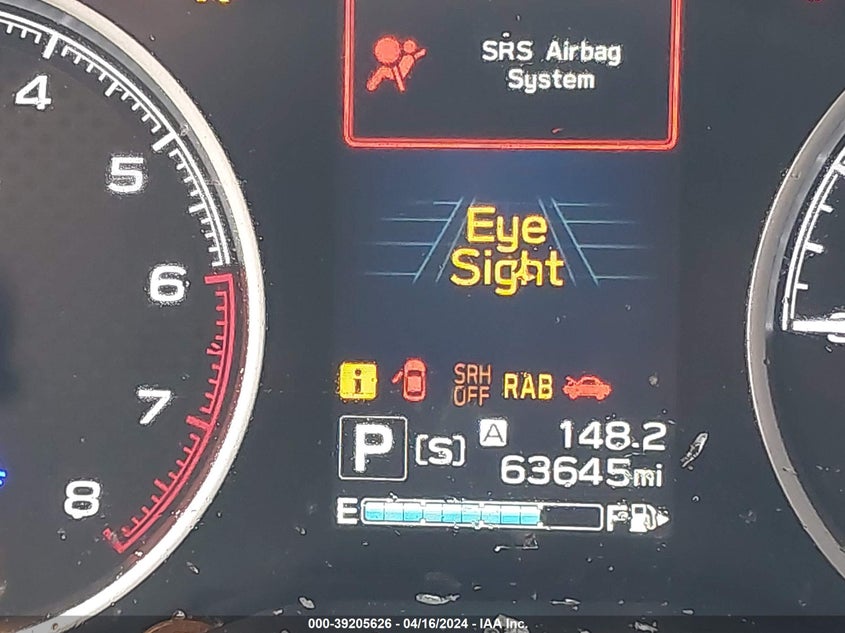 SRS Airbag
System
4
5
6
7
8
Eye
Sight
i
SRH
OFF
RAB
P [S] A 148.2
63645mi
E F
000-39205626 - 04/16/2024 - IAA Inc.